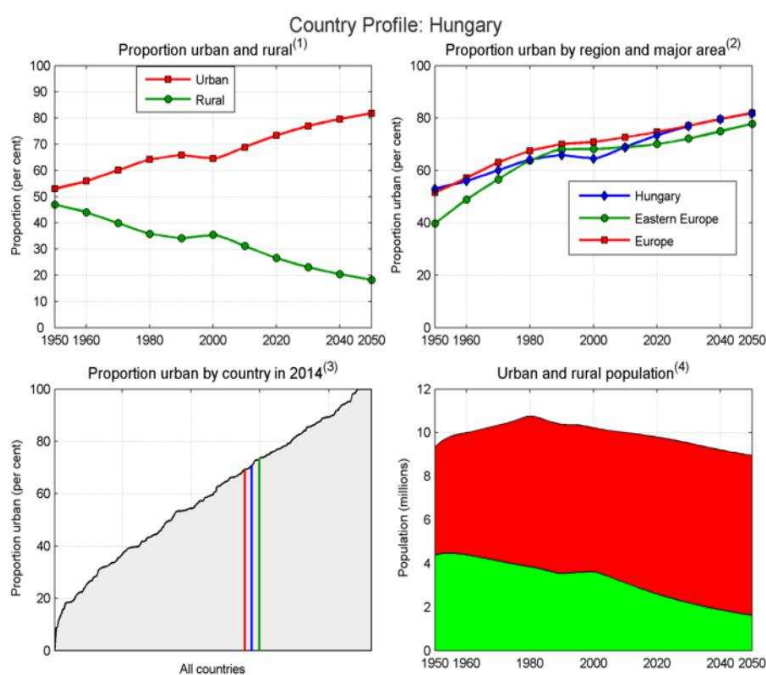 Country Profile: Hungary
Proportion urban and rural(1)
Proportion (per cent)
100
90
80
70
60
50
40
30
20
10
0
Urban
Rural
1950 1960 1980 2000 2020 2040 2050
Proportion urban by region and major area(2)
Proportion urban (per cent)
100
80
60
40
20
0
Hungary
Eastern Europe
Europe
1950 1960 1980 2000 2020 2040 2050
Proportion urban by country in 2014(3)
Proportion urban (per cent)
100
80
60
40
20
0
All countries
Urban and rural population(4)
Population (millions)
12
10
8
6
4
2
0
1950 1960 1980 2000 2020 2040 2050